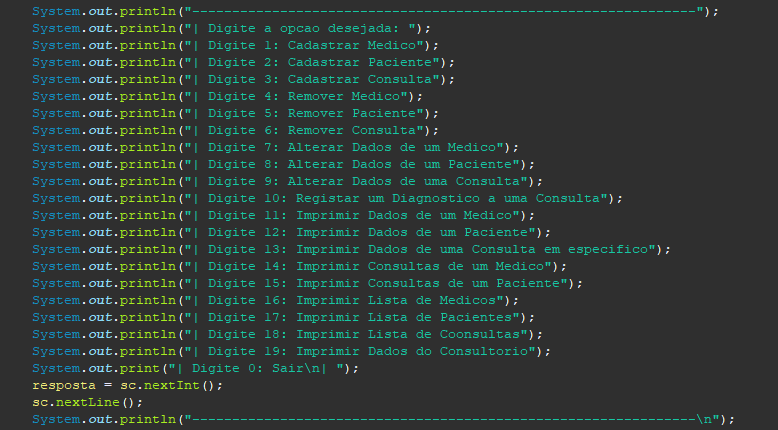 System.out.println("---------------------------------------------------------------");
System.out.println("| Digite a opcao desejada: ");
System.out.println("| Digite 1: Cadastrar Medico");
System.out.println("| Digite 2: Cadastrar Paciente");
System.out.println("| Digite 3: Cadastrar Consulta");
System.out.println("| Digite 4: Remover Medico");
System.out.println("| Digite 5: Remover Paciente");
System.out.println("| Digite 6: Remover Consulta");
System.out.println("| Digite 7: Alterar Dados de um Medico");
System.out.println("| Digite 8: Alterar Dados de um Paciente");
System.out.println("| Digite 9: Alterar Dados de uma Consulta");
System.out.println("| Digite 10: Registar um Diagnostico a uma Consulta");
System.out.println("| Digite 11: Imprimir Dados de um Medico");
System.out.println("| Digite 12: Imprimir Dados de um Paciente");
System.out.println("| Digite 13: Imprimir Dados de uma Consulta em especifico");
System.out.println("| Digite 14: Imprimir Consultas de um Medico");
System.out.println("| Digite 15: Imprimir Consultas de um Paciente");
System.out.println("| Digite 16: Imprimir Lista de Medicos");
System.out.println("| Digite 17: Imprimir Lista de Pacientes");
System.out.println("| Digite 18: Imprimir Lista de Coonsultas");
System.out.println("| Digite 19: Imprimir Dados do Consultorio");
System.out.print("| Digite 0: Sair\n| ");
resposta = sc.nextInt();
sc.nextLine();
System.out.println("---------------------------------------------------------------\n");